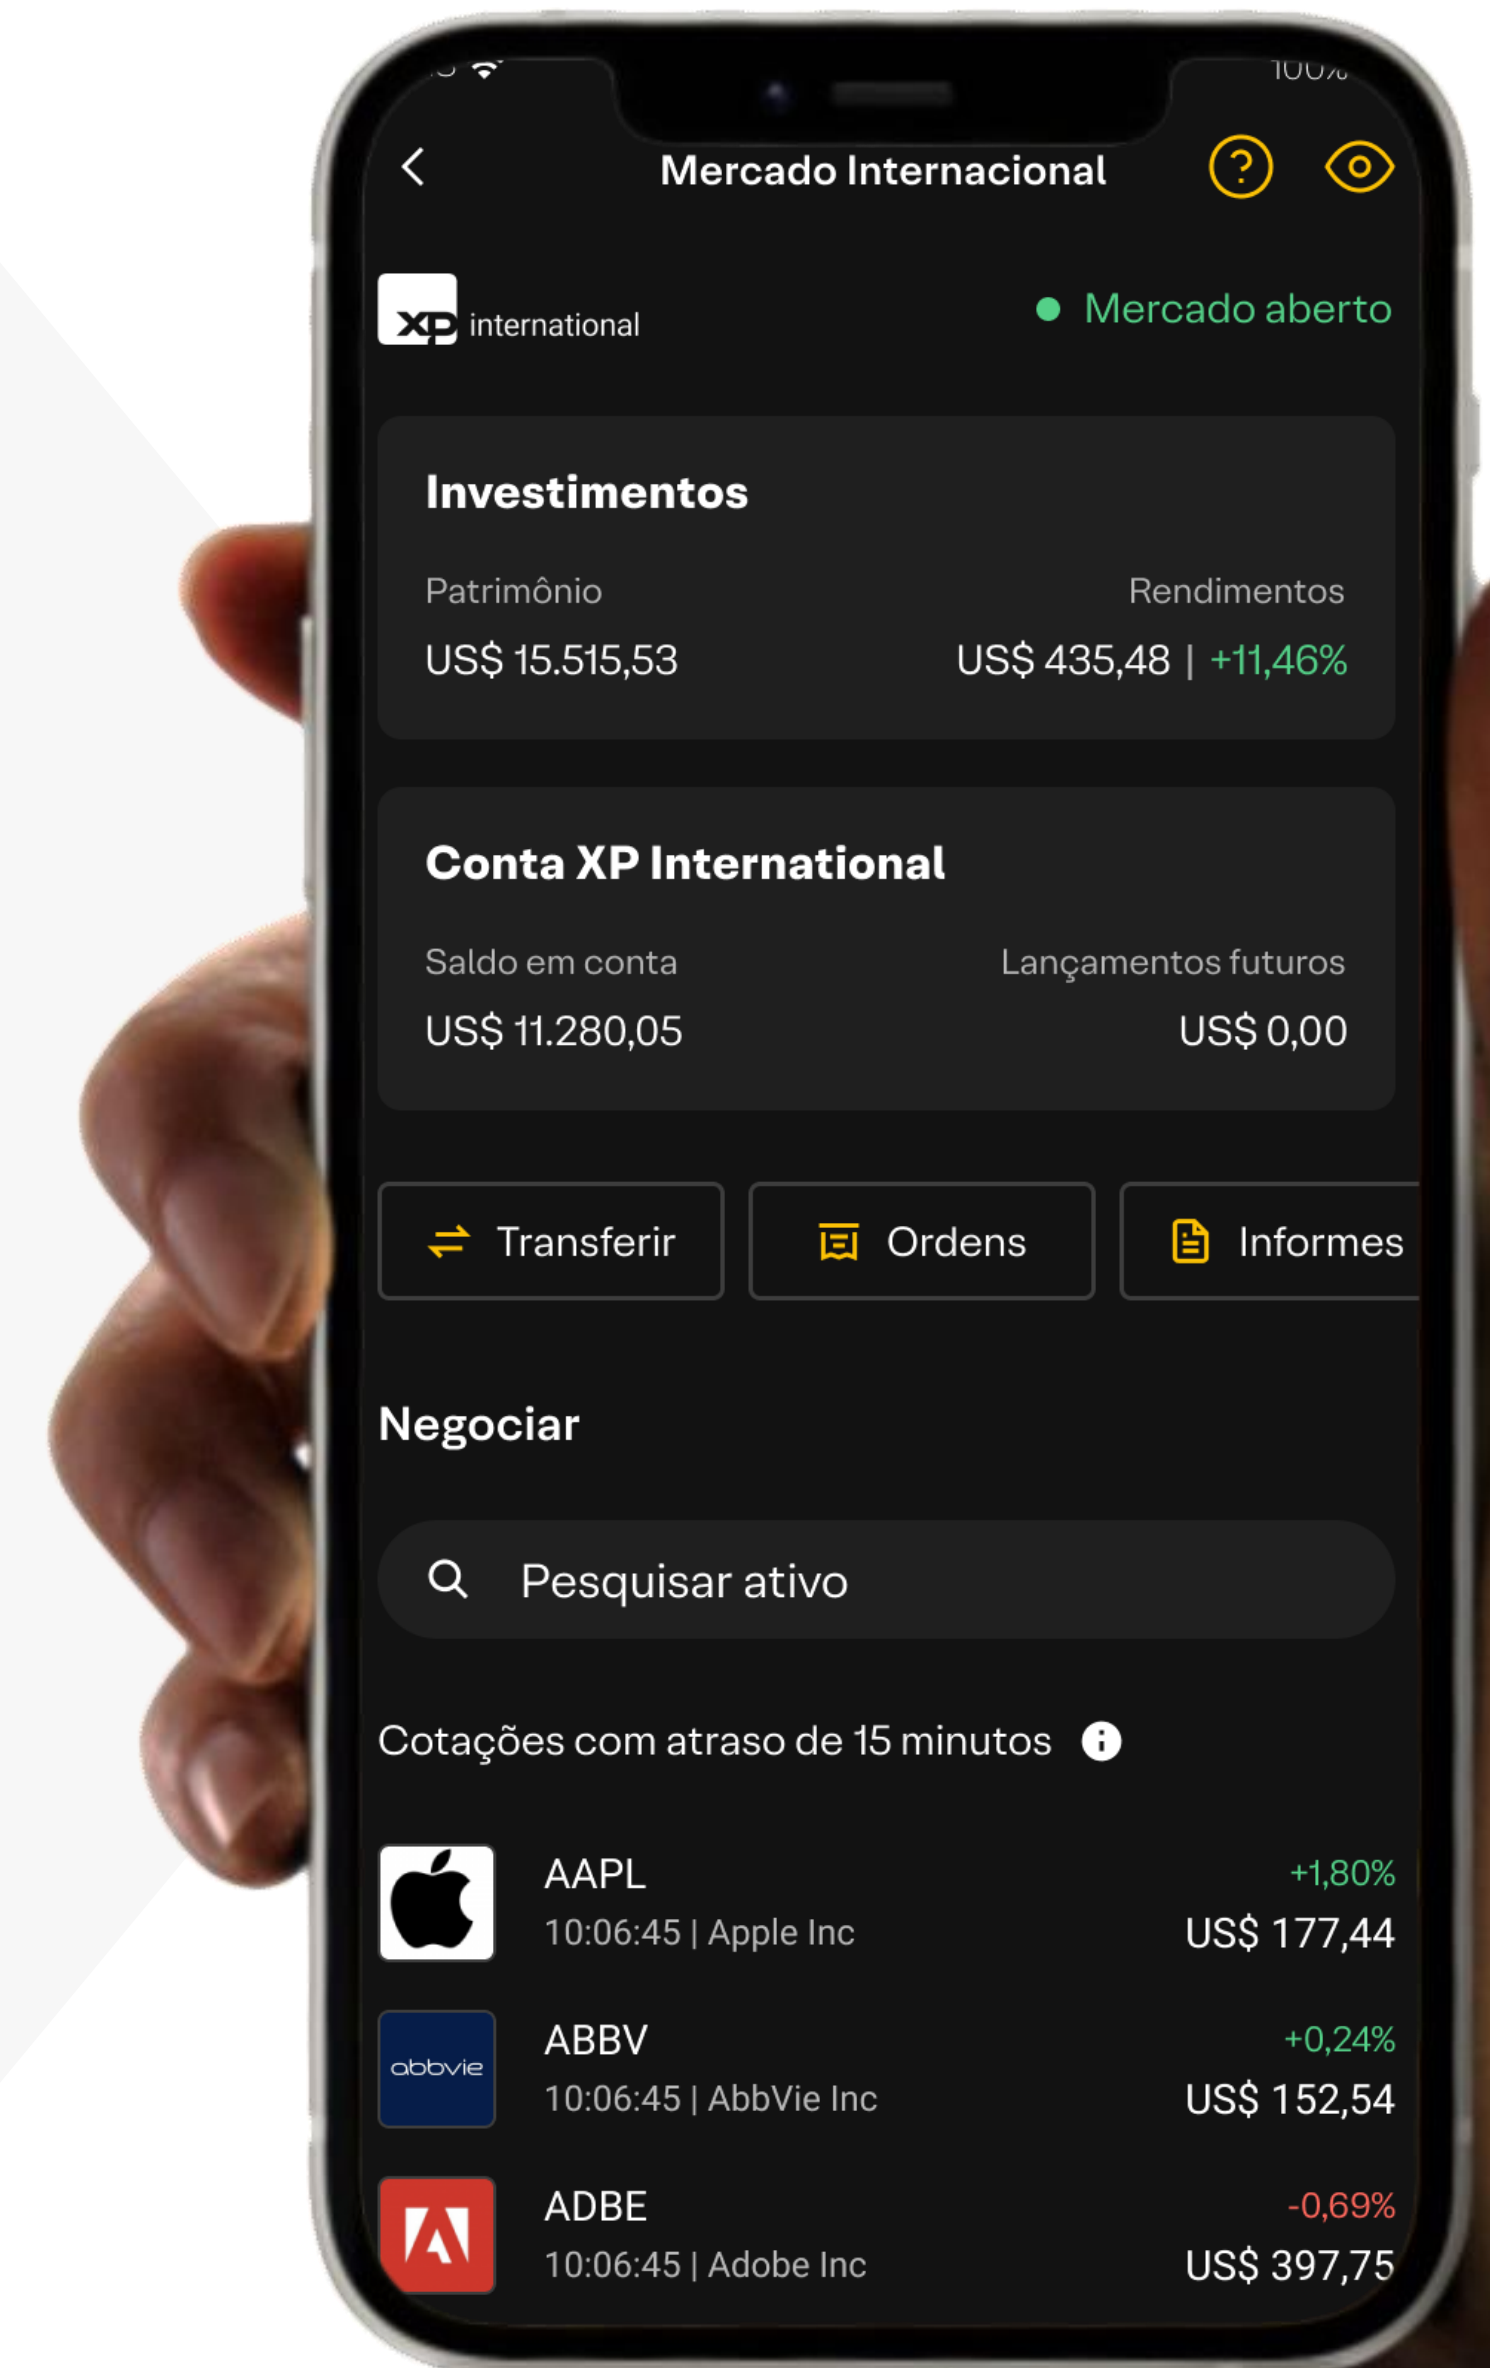 Mercado Internacional
xp international
Mercado aberto
Investimentos
Patrimônio Rendimentos
US$ 15.515,53 US$ 435,48 | +11,46%
Conta XP International
Saldo em conta Lançamentos futuros
US$ 11.280,05 US$ 0,00
Transferir Ordens Informes
Negociar
Pesquisar ativo
Cotações com atraso de 15 minutos
AAPL +1,80%
10:06:45 | Apple Inc US$ 177,44
abbvie
ABBV +0,24%
10:06:45 | AbbVie Inc US$ 152,54
ADBE -0,69%
10:06:45 | Adobe Inc US$ 397,75